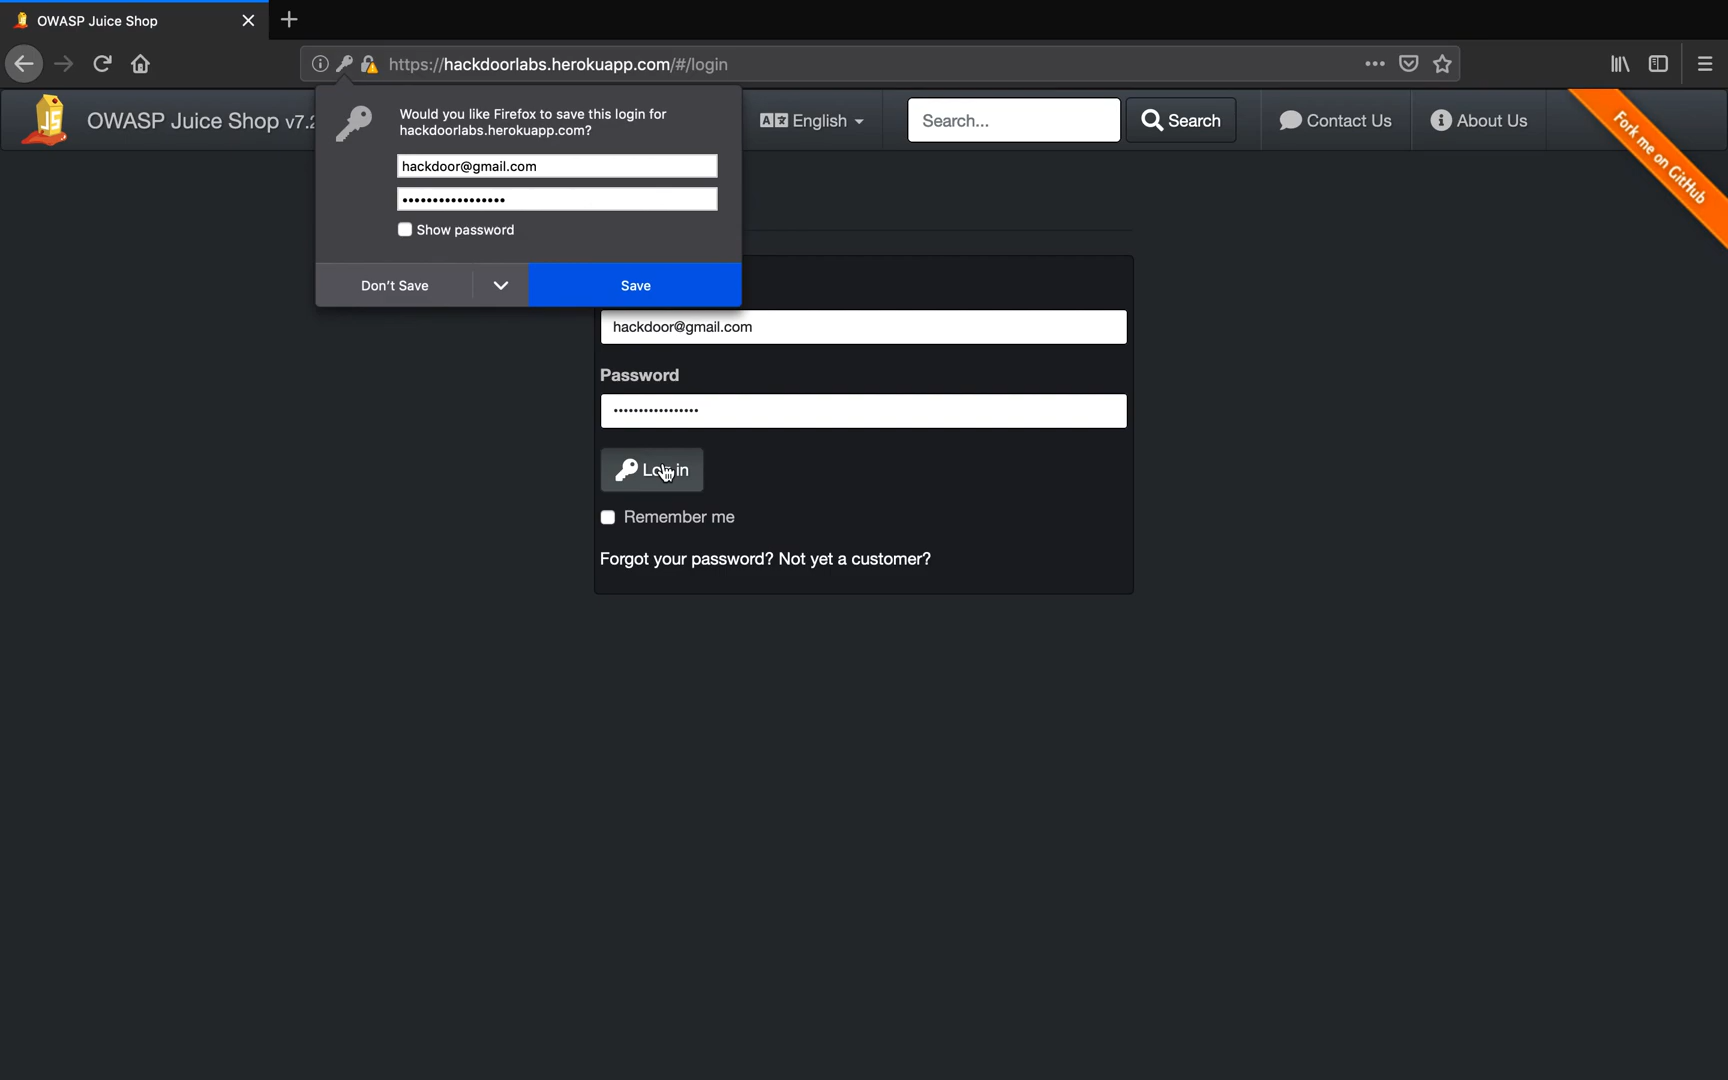 OWASP Juice Shop
https://hackdoorlabs.herokuapp.com/#/login
OWASP Juice Shop v7.2
English
Search...
Search
Contact Us
About Us
Fork me on GitHub
Would you like Firefox to save this login for
hackdoorlabs.herokuapp.com?
hackdoor@gmail.com
•••••••••••••••••
Show password
Don't Save
Save
hackdoor@gmail.com
Password
•••••••••••••••••
Log in
Remember me
Forgot your password? Not yet a customer?